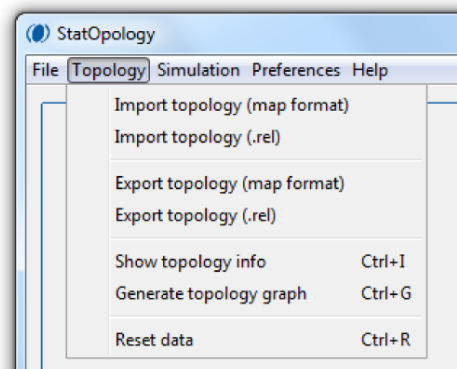 StatOpology
File Topology Simulation Preferences Help
Import topology (map format)
Import topology (.rel)
Export topology (map format)
Export topology (.rel)
Show topology info Ctrl+I
Generate topology graph Ctrl+G
Reset data Ctrl+R